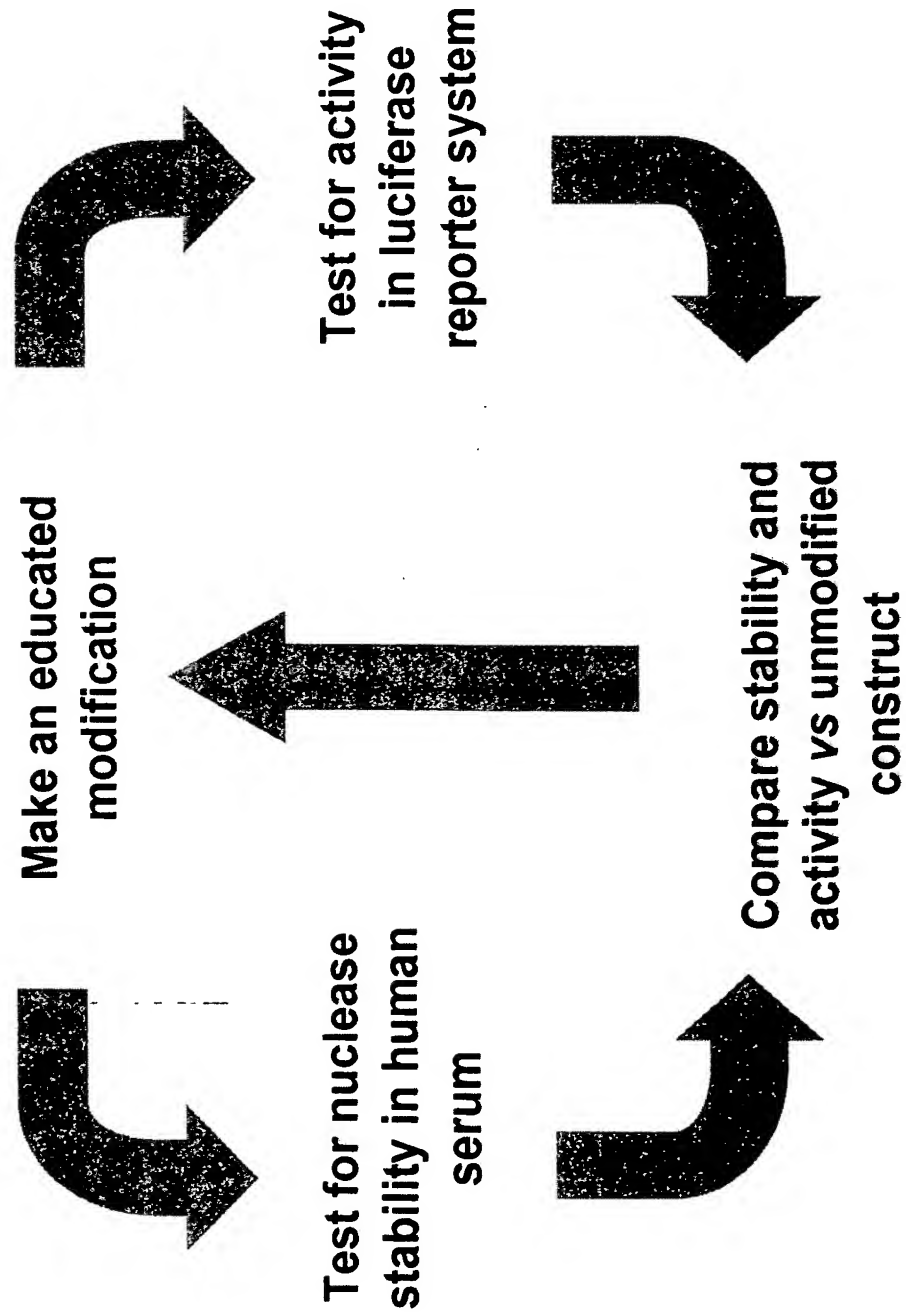 Make an educated
modification
Test for nuclease
stability in human
serum
Test for activity
in luciferase
reporter system
Compare stability and
activity vs unmodified
construct